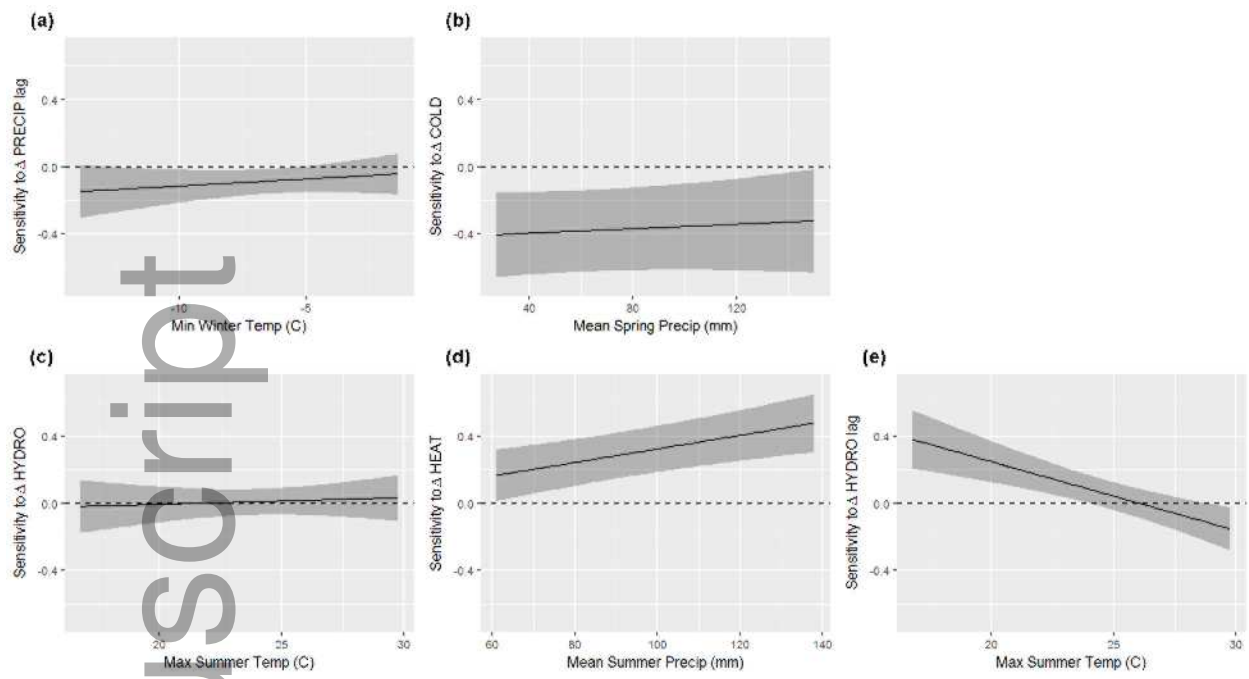 (a)
Sensitivity to Δ PRECIP lag
0.4
0.0
-0.4
-10
-5
Min Winter Temp (C)
(b)
Sensitivity to Δ COLD
0.4
0.0
-0.4
40
80
120
Mean Spring Precip (mm)
(c)
Sensitivity to Δ HYDRO
0.4
0.0
-0.4
20
25
30
Max Summer Temp (C)
(d)
Sensitivity to Δ HEAT
0.4
0.0
-0.4
60
80
100
120
140
Mean Summer Precip (mm)
(e)
Sensitivity to Δ HYDRO lag
0.4
0.0
-0.4
20
25
30
Max Summer Temp (C)
uscript